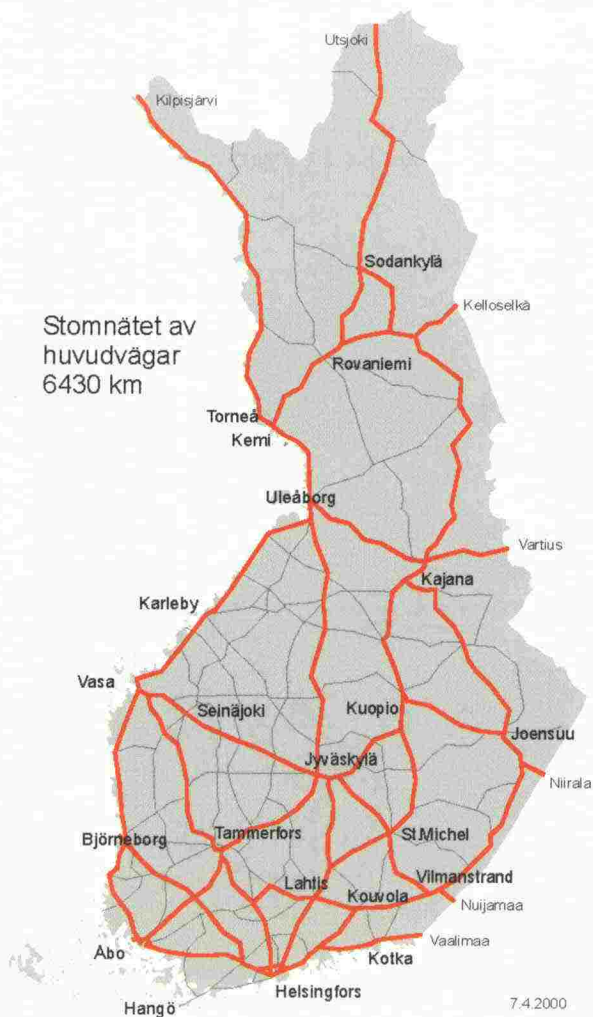 Utsjoki
Kilpisjärvi
Sodankylä
Kelloselkä
Stomnätet av
huvudvägar
6430 km
Rovaniemi
Torneå
Kemi
Uleåborg
Vartius
Kajana
Karleby
Vasa
Seinäjoki
Kuopio
Joensuu
Jyväskylä
Niirala
Björneborg
Tammerfors
St.Michel
Lahtis
Kouvola
Vilmanstrand
Nuijamaa
Åbo
Vaalimaa
Kotka
Helsingfors
Hangö
7.4.2000